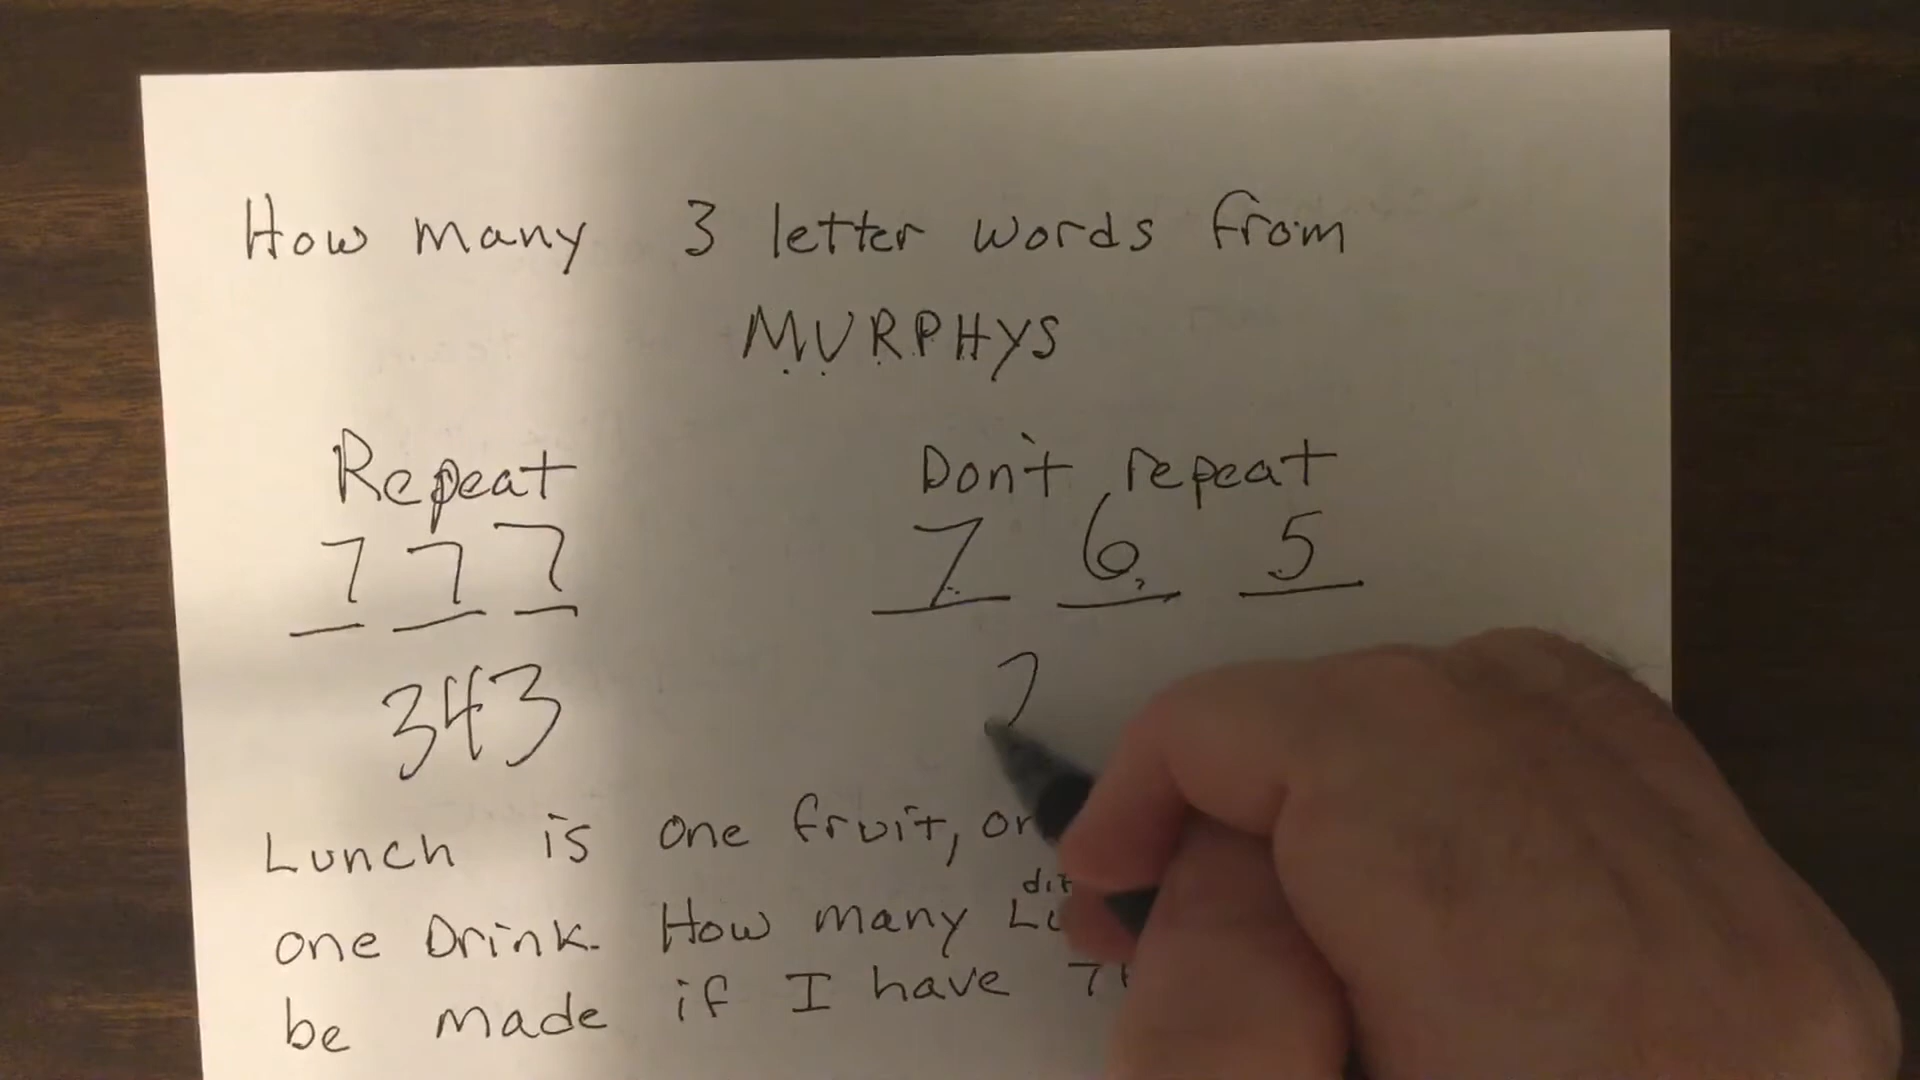 How many 3 letter words from
MURPHYS
Repeat Don't repeat
7 7 7 7 6 5
343 2
Lunch is one fruit,
one Drink. How many
be made if I have